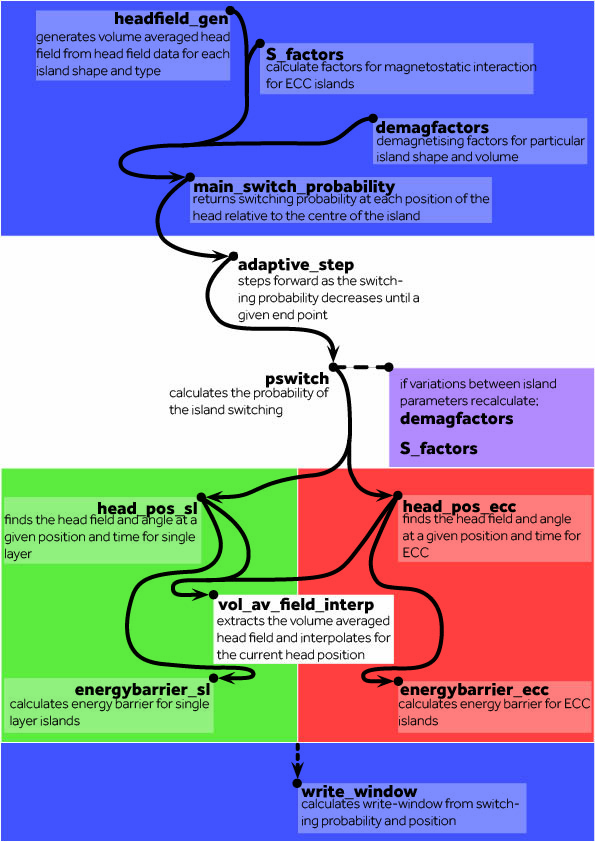 headfield_gen
generates volume averaged head
field from head field data for each
island shape and type
S_factors
calculate factors for magnetostatic interaction
for ECC islands
demagfactors
demagnetising factors for particular
island shape and volume
main_switch_probability
returns switching probability at each position of the
head relative to the centre of the island
adaptive_step
steps forward as the switch-
ing probability decreases until a
given end point
pswitch
calculates the probability of
the island switching
if variations between island
parameters recalculate;
demagfactors
S_factors
head_pos_sl
finds the head field and angle at a
given position and time for single
layer
head_pos_ecc
finds the head field and angle
at a given position and time for
ECC
vol_av_field_interp
extracts the volume averaged
head field and interpolates for
the current head position
energybarrier_sl
calculates energy barrier for single
layer islands
energybarrier_ecc
calculates energy barrier for ECC
islands
write_window
calculates write-window from switch-
ing probability and position